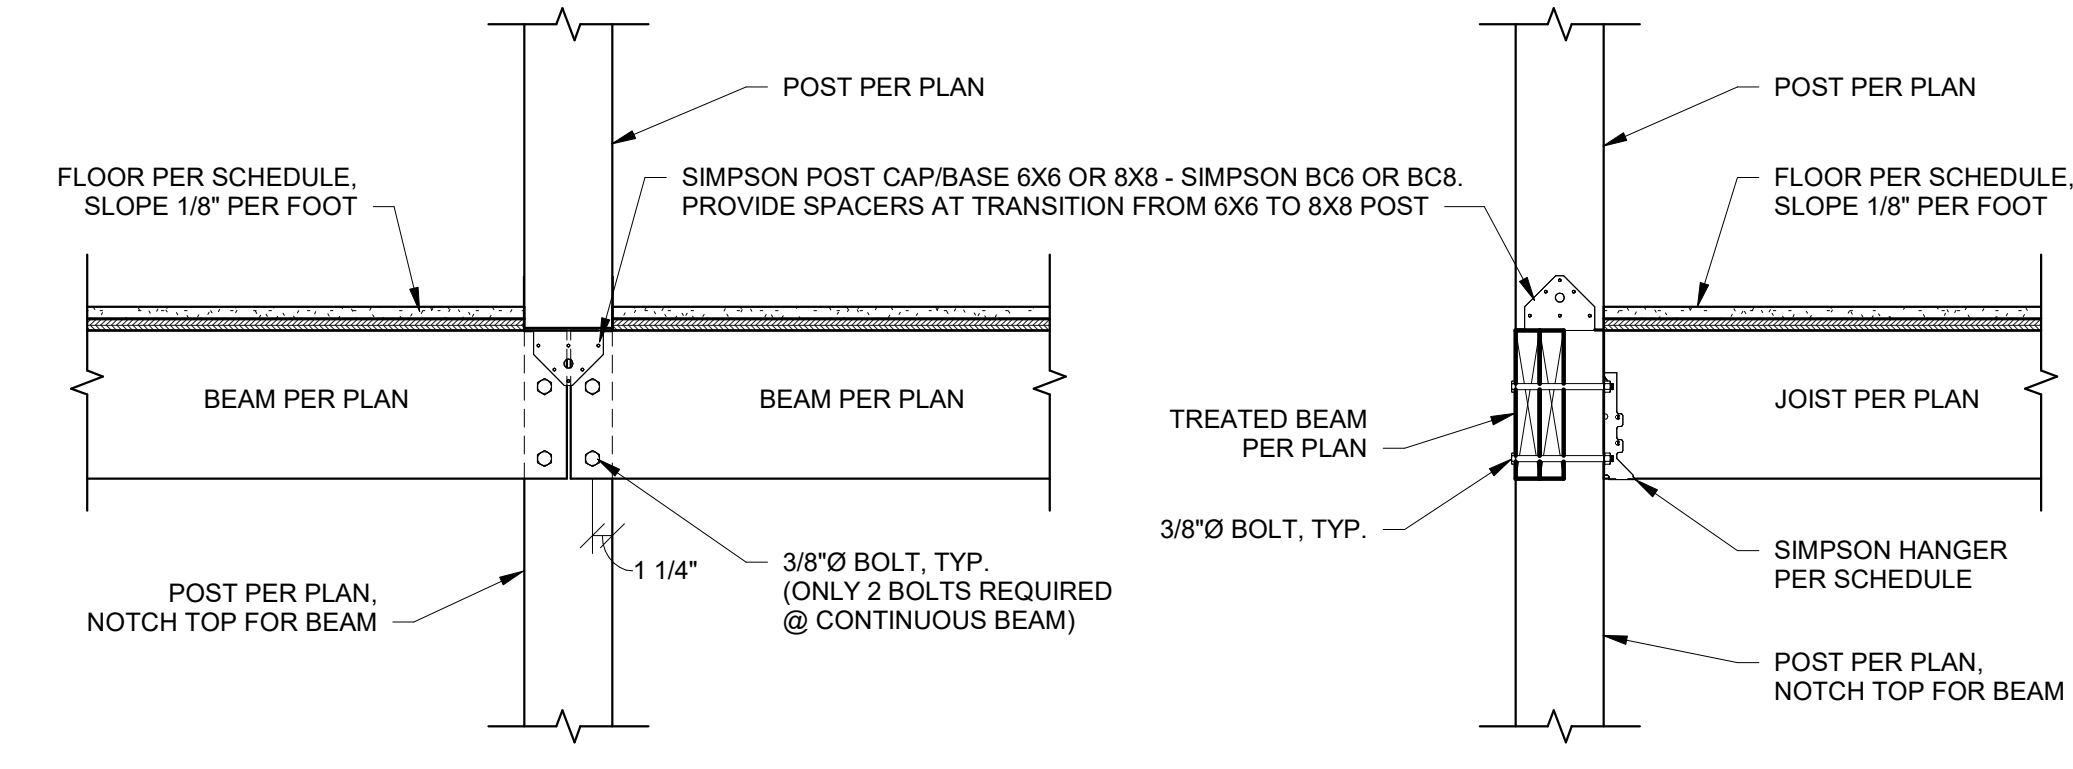 POST PER PLAN
FLOOR PER SCHEDULE,
SLOPE 1/8" PER FOOT
SIMPSON POST CAP/BASE 6X6 OR 8X8 - SIMPSON BC6 OR BC8.
PROVIDE SPACERS AT TRANSITION FROM 6X6 TO 8X8 POST
BEAM PER PLAN
BEAM PER PLAN
1 1/4"
3/8"Ø BOLT, TYP.
(ONLY 2 BOLTS REQUIRED
@ CONTINUOUS BEAM)
POST PER PLAN,
NOTCH TOP FOR BEAM
POST PER PLAN
FLOOR PER SCHEDULE,
SLOPE 1/8" PER FOOT
TREATED BEAM
PER PLAN
JOIST PER PLAN
3/8"Ø BOLT, TYP.
SIMPSON HANGER
PER SCHEDULE
POST PER PLAN,
NOTCH TOP FOR BEAM